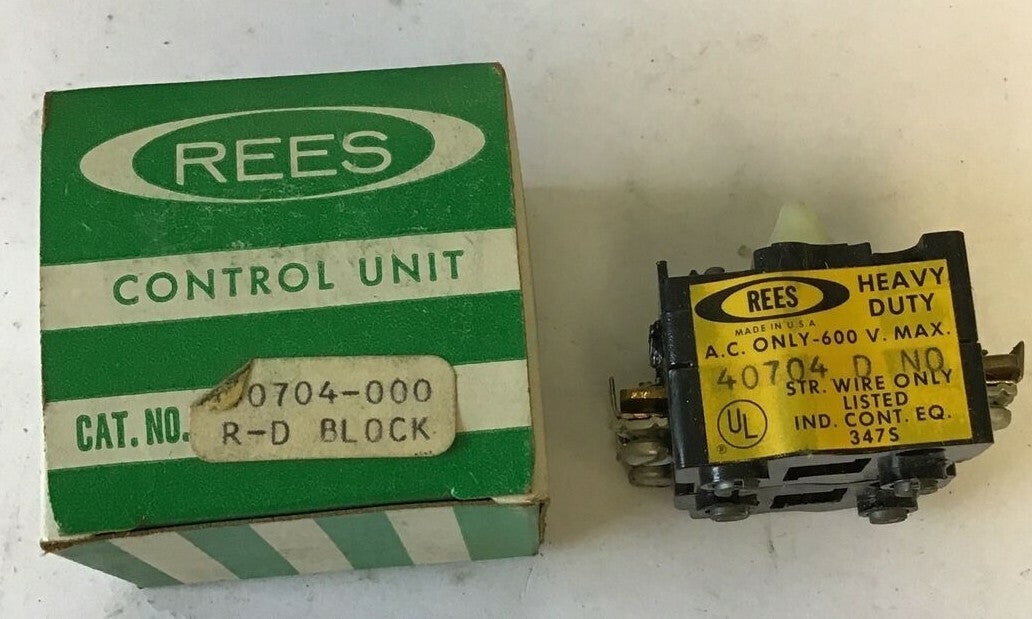 REES
CONTROL UNIT
CAT. NO.
0704-000
R-D BLOCK
REES
HEAVY
DUTY
MADE IN U.S.A
A.C. ONLY-600 V. MAX.
40704 D NO
STR. WIRE ONLY
LISTED
IND. CONT. EQ.
347S
UL
®